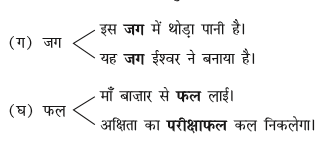 इस जग में थोड़ा पानी है।
(ग) जग
यह जग ईश्वर ने बनाया है।
माँ बाज़ार से फल लाई।
(घ) फल
अक्षिता का परीक्षाफल कल निकलेगा।